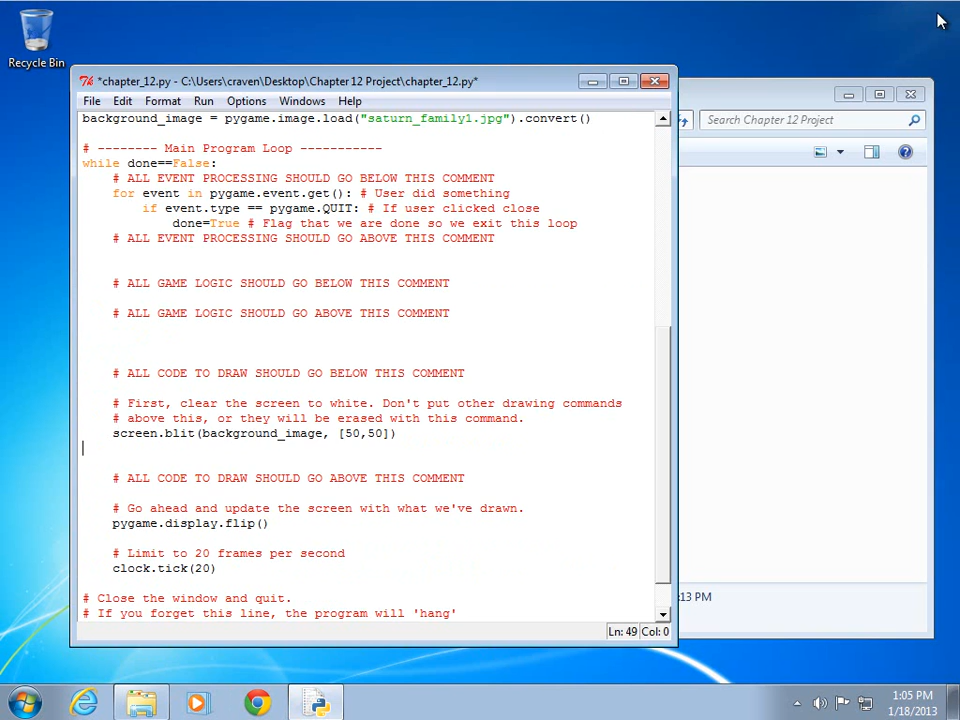 Recycle Bin
*chapter_12.py - C:\Users\craven\Desktop\Chapter 12 Project\chapter_12.py*
File Edit Format Run Options Windows Help
Search Chapter 12 Project
background_image = pygame.image.load("saturn_family1.jpg").convert()
# -------- Main Program Loop -----------
while done==False:
# ALL EVENT PROCESSING SHOULD GO BELOW THIS COMMENT
for event in pygame.event.get(): # User did something
if event.type == pygame.QUIT: # If user clicked close
done=True # Flag that we are done so we exit this loop
# ALL EVENT PROCESSING SHOULD GO ABOVE THIS COMMENT
# ALL GAME LOGIC SHOULD GO BELOW THIS COMMENT
# ALL GAME LOGIC SHOULD GO ABOVE THIS COMMENT
# ALL CODE TO DRAW SHOULD GO BELOW THIS COMMENT
# First, clear the screen to white. Don't put other drawing commands
# above this, or they will be erased with this command.
screen.blit(background_image, [50,50])
# ALL CODE TO DRAW SHOULD GO ABOVE THIS COMMENT
# Go ahead and update the screen with what we've drawn.
pygame.display.flip()
# Limit to 20 frames per second
clock.tick(20)
# Close the window and quit.
# If you forget this line, the program will 'hang'
:13 PM
Ln: 49 Col: 0
1:05 PM
1/18/2013